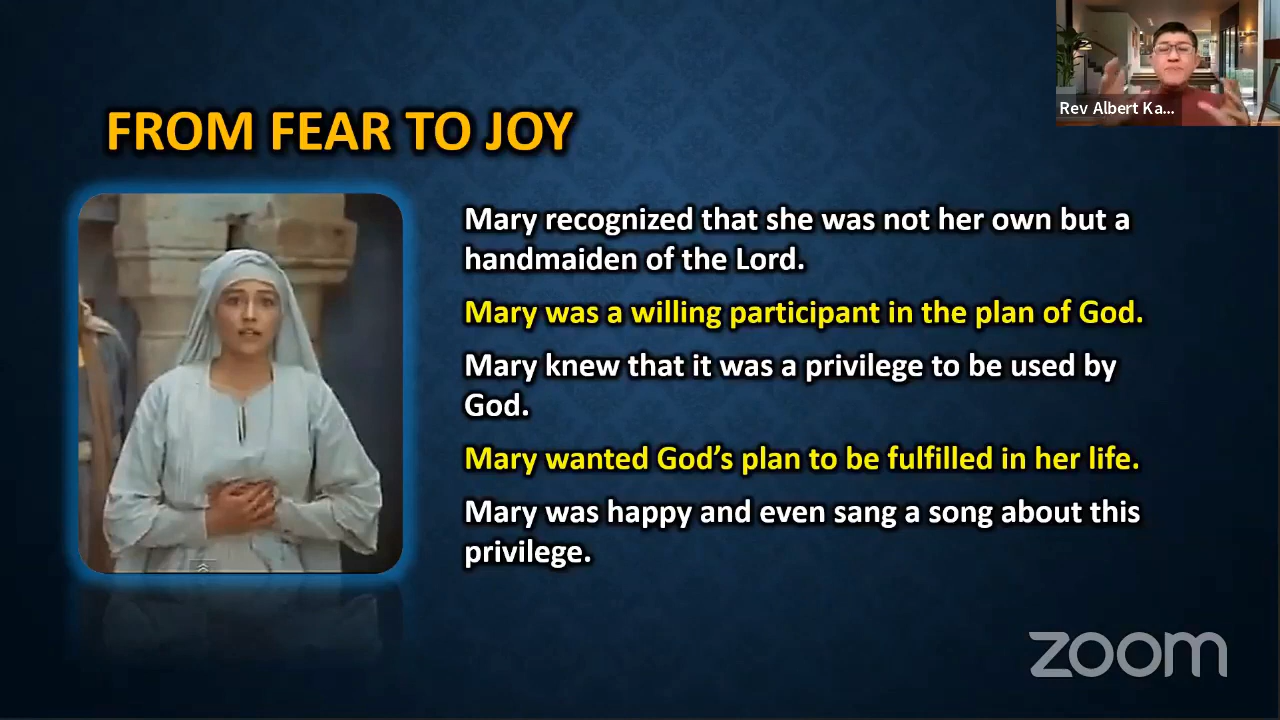 Rev Albert Ka...
FROM FEAR TO JOY
Mary recognized that she was not her own but a
handmaiden of the Lord.
Mary was a willing participant in the plan of God.
Mary knew that it was a privilege to be used by
God.
Mary wanted God’s plan to be fulfilled in her life.
Mary was happy and even sang a song about this
privilege.
zoom